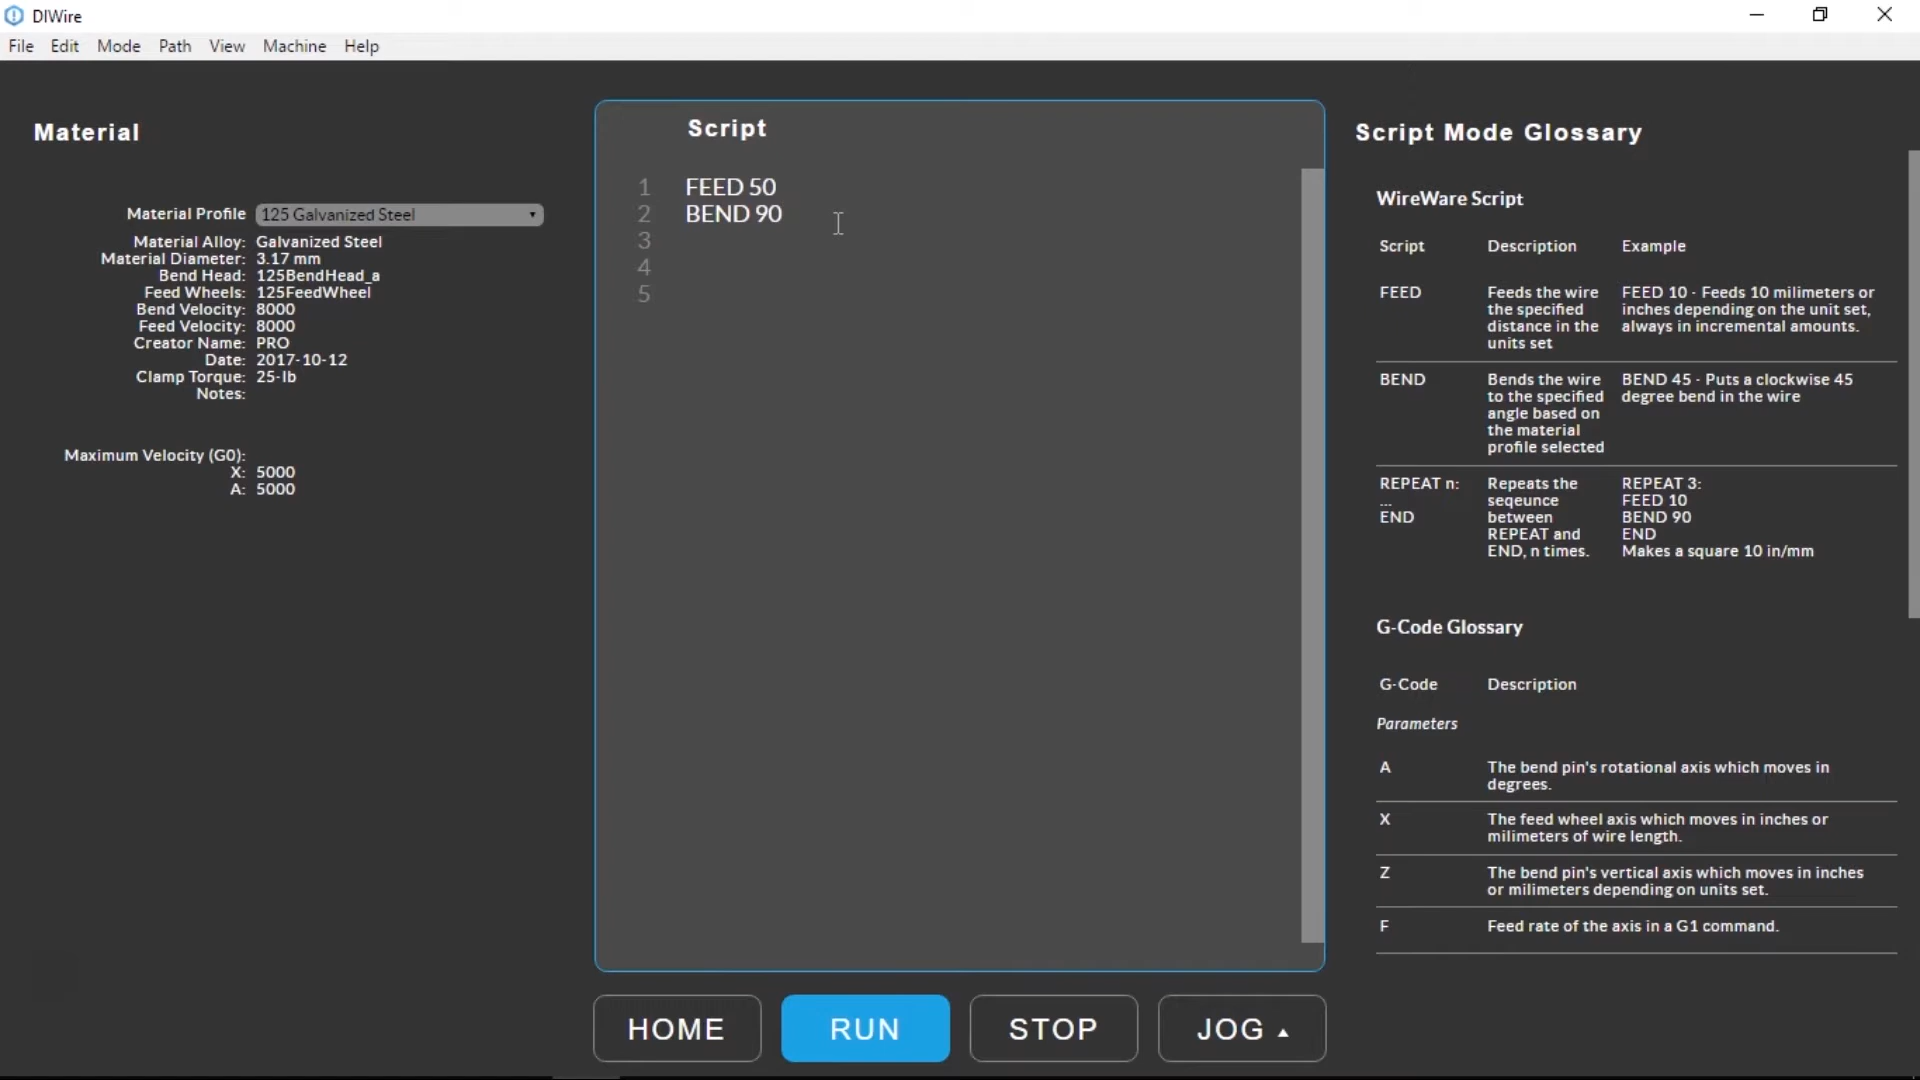 DIWire
File Edit Mode Path View Machine Help
Material
Material Profile 125 Galvanized Steel
Material Alloy: Galvanized Steel
Material Diameter: 3.17 mm
Bend Head: 125BendHead_a
Feed Wheels: 125FeedWheel
Bend Velocity: 8000
Feed Velocity: 8000
Creator Name: PRO
Date: 2017-10-12
Clamp Torque: 25-lb
Notes:
Maximum Velocity (G0):
X: 5000
A: 5000
Script
1 FEED 50
2 BEND 90
3
4
5
HOME RUN STOP JOG ▲
Script Mode Glossary
WireWare Script
Script Description Example
FEED Feeds the wire FEED 10 - Feeds 10 milimeters or
the specified inches depending on the unit set,
distance in the always in incremental amounts.
units set
BEND Bends the wire BEND 45 - Puts a clockwise 45
to the specified degree bend in the wire
angle based on
the material
profile selected
REPEAT n: Repeats the REPEAT 3:
... seqeunce FEED 10
END between BEND 90
REPEAT and END
END, n times. Makes a square 10 in/mm
G-Code Glossary
G-Code Description
Parameters
A The bend pin's rotational axis which moves in
degrees.
X The feed wheel axis which moves in inches or
milimeters of wire length.
Z The bend pin's vertical axis which moves in inches
or milimeters depending on units set.
F Feed rate of the axis in a G1 command.